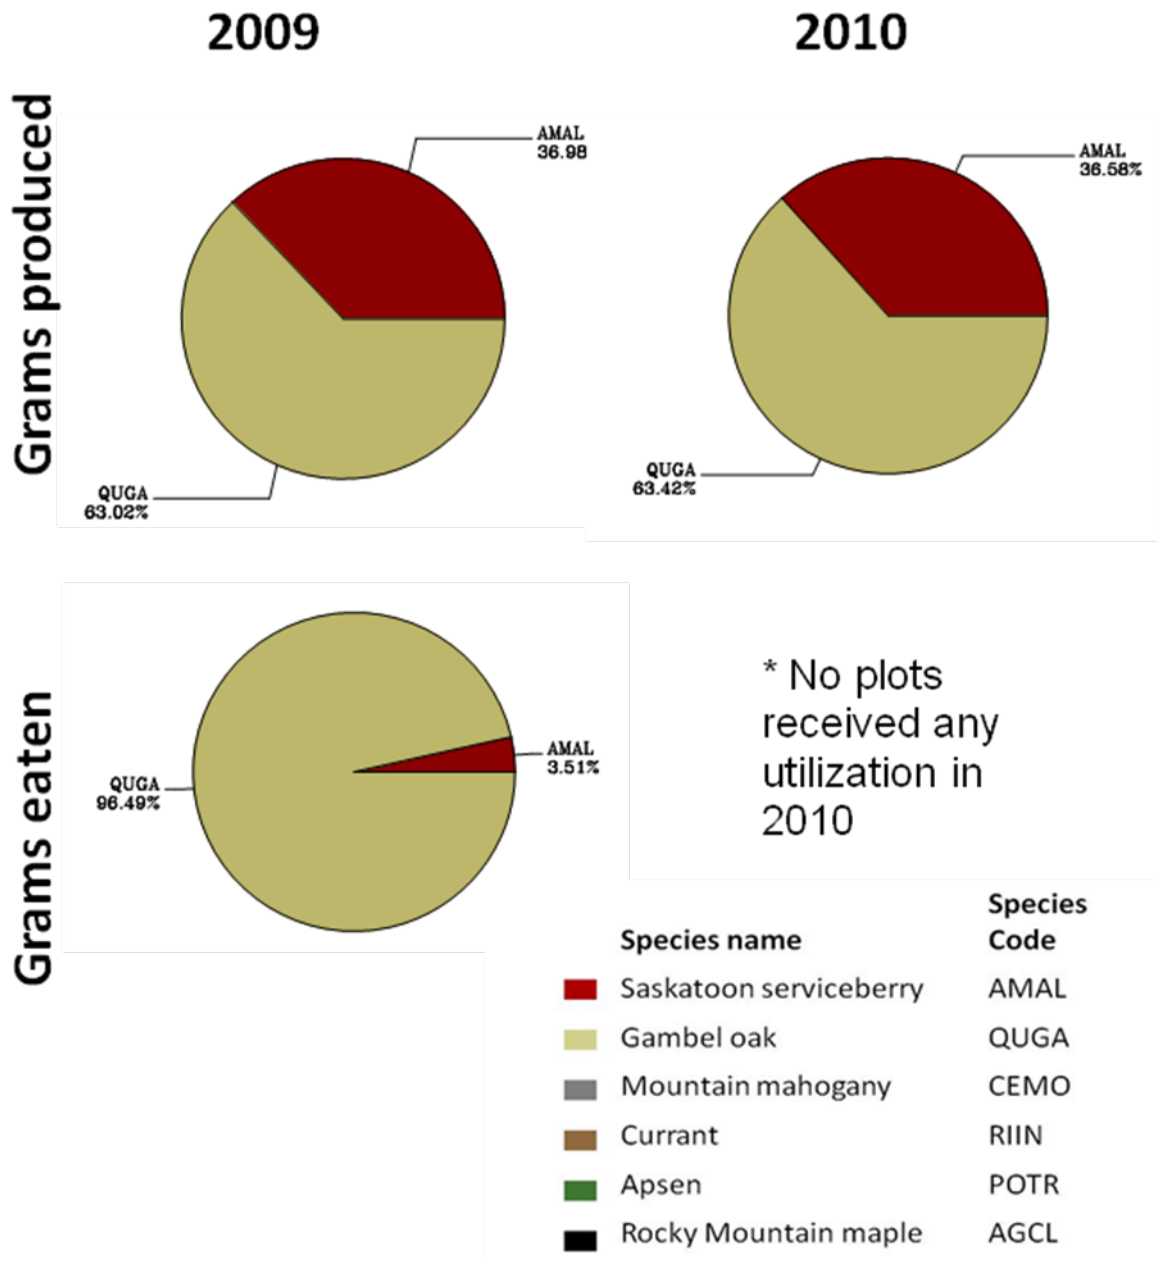 2009
2010
Grams produced
AMAL
36.98
QUGA
63.02%
AMAL
36.58%
QUGA
63.42%
Grams eaten
QUGA
96.49%
AMAL
3.51%
* No plots
received any
utilization in
2010
Species name
Species
Code
Saskatoon serviceberry AMAL
Gambel oak QUGA
Mountain mahogany CEMO
Currant RIIN
Apsen POTR
Rocky Mountain maple AGCL